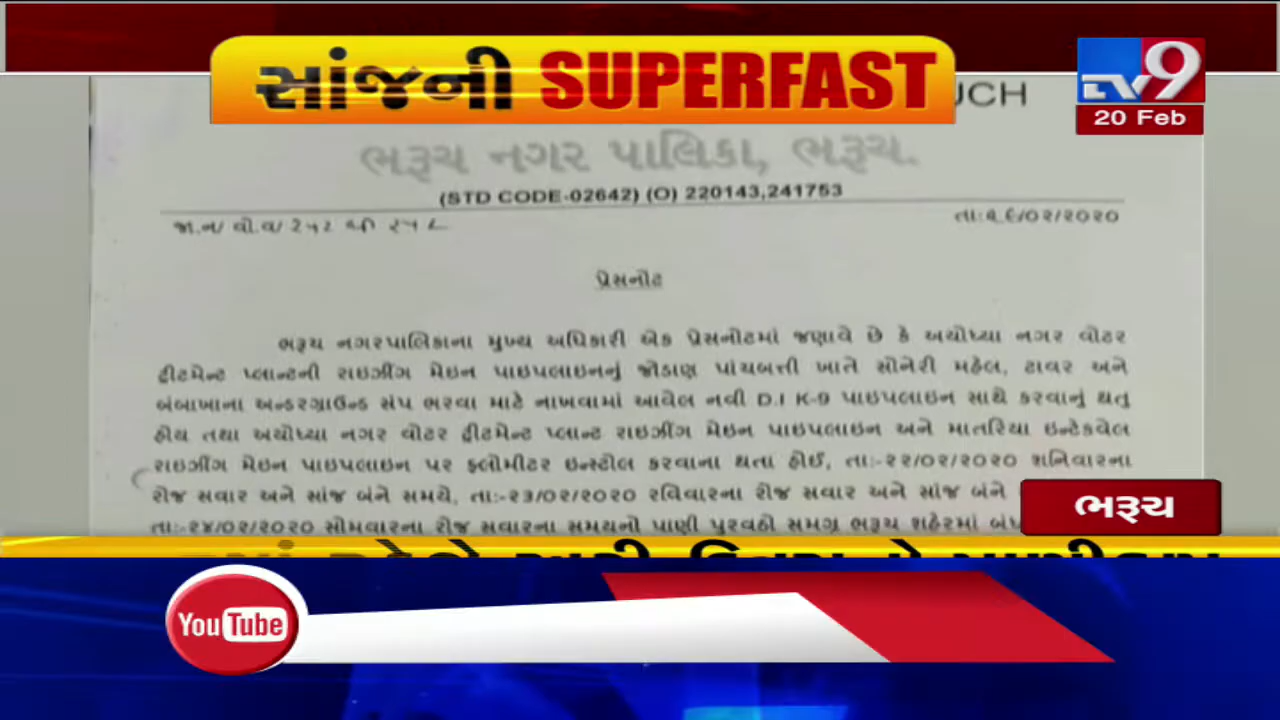 સાંજની SUPERFAST
TV9
20 Feb
UCH
ભરૂચ નગર પાલિકા, ભરૂચ.
(STD CODE-02642) (O) 220143,241753
જા.ન/ વો.વ/ ૨૫૨ થી ૨૫૮
તા:૧૯/૦૨/૨૦૨૦
પ્રેસનોટ
ભરૂચ નગરપાલિકાના મુખ્ય અધિકારી એક પ્રેસનોટમાં જણાવે છે કે અયોધ્યા નગર વોટર
ટ્રીટમેન્ટ પ્લાન્ટની રાઇઝીંગ મેઇન પાઇપલાઇનનું જોડાણ પાંચબત્તી ખાતે સોનેરી મહેલ, ટાવર અને
બંબાખાના અન્ડરગ્રાઉન્ડ સંપ ભરવા માટે નાખવામાં આવેલ નવી D.I K-9 પાઇપલાઇન સાથે કરવાનું થતુ
હોય તથા અયોધ્યા નગર વોટર ટ્રીટમેન્ટ પ્લાન્ટ રાઇઝીંગ મેઇન પાઇપલાઇન અને માતરિયા ઇન્ટેકવેલ
રાઇઝીંગ મેઇન પાઇપલાઇન પર ફ્લોમીટર ઇન્સ્ટોલ કરવાના થતા હોઈ, તા:-૨૨/૦૨/૨૦૨૦ શનિવારના
રોજ સવાર અને સાંજ બંને સમયે, તા:-૨૩/૦૨/૨૦૨૦ રવિવારના રોજ સવાર અને સાંજ બંને
તા:-૨૪/૦૨/૨૦૨૦ સોમવારના રોજ સવારના સમયનો પાણી પુરવઠો સમગ્ર ભરૂચ શહેરમાં બંધ
ભરૂચ
YouTube